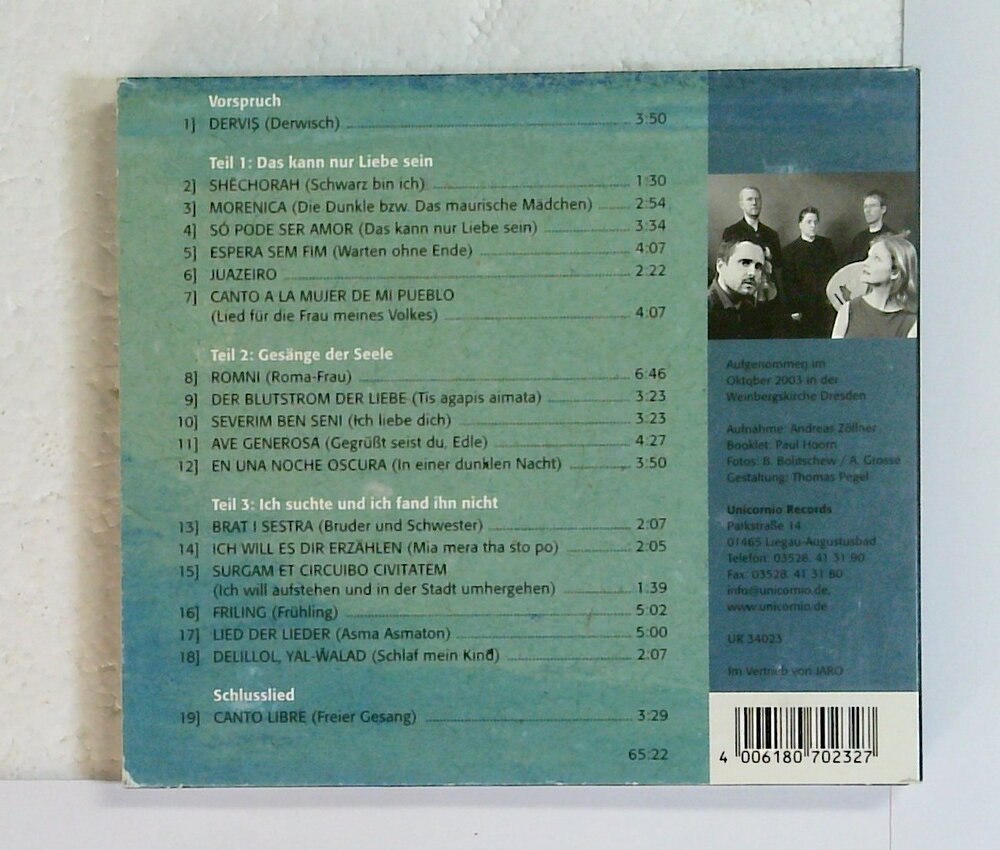 Vorspruch
1] DERVIŞ (Derwisch) 3:50
Teil 1: Das kann nur Liebe sein
2] SHĒCHORAH (Schwarz bin ich) 1:30
3] MORENICA (Die Dunkle bzw. Das maurische Mädchen) 2:54
4] SÓ PODE SER AMOR (Das kann nur Liebe sein) 3:34
5] ESPERA SEM FIM (Warten ohne Ende) 4:07
6] JUAZEIRO 2:22
7] CANTO A LA MUJER DE MI PUEBLO
(Lied für die Frau meines Volkes) 4:07
Teil 2: Gesänge der Seele
8] ROMNI (Roma-Frau) 6:46
9] DER BLUTSTROM DER LIEBE (Tis agapis aimata) 3:23
10] SEVERIM BEN SENI (Ich liebe dich) 3:23
11] AVE GENEROSA (Gegrüßt seist du, Edle) 4:27
12] EN UNA NOCHE OSCURA (In einer dunklen Nacht) 3:50
Teil 3: Ich suchte und ich fand ihn nicht
13] BRAT I SESTRA (Bruder und Schwester) 2:07
14] ICH WILL ES DIR ERZÄHLEN (Mia mera tha sto po) 2:05
15] SURGAM ET CIRCUIBO CIVITATEM
(Ich will aufstehen und in der Stadt umhergehen) 1:39
16] FRILING (Frühling) 5:02
17] LIED DER LIEDER (Asma Asmaton) 5:00
18] DELILLOL, YAL-WALAD (Schlaf mein Kind) 2:07
Schlusslied
19] CANTO LIBRE (Freier Gesang) 3:29
65:22
Aufgenommen im
Oktober 2003 in der
Weinbergskirche Dresden
Aufnahme: Andreas Zöllner
Booklet: Paul Hoorn
Fotos: B. Bolitschew / A. Grosse
Gestaltung: Thomas Pegel
Unicornio Records
Parkstraße 14
01465 Liegau-Augustusbad
Telefon: 03528. 41 31 90
Fax: 03528. 41 31 80
info@unicornio.de,
www.unicornio.de
UR 34023
Im Vertrieb von JARO
4 006180 702327